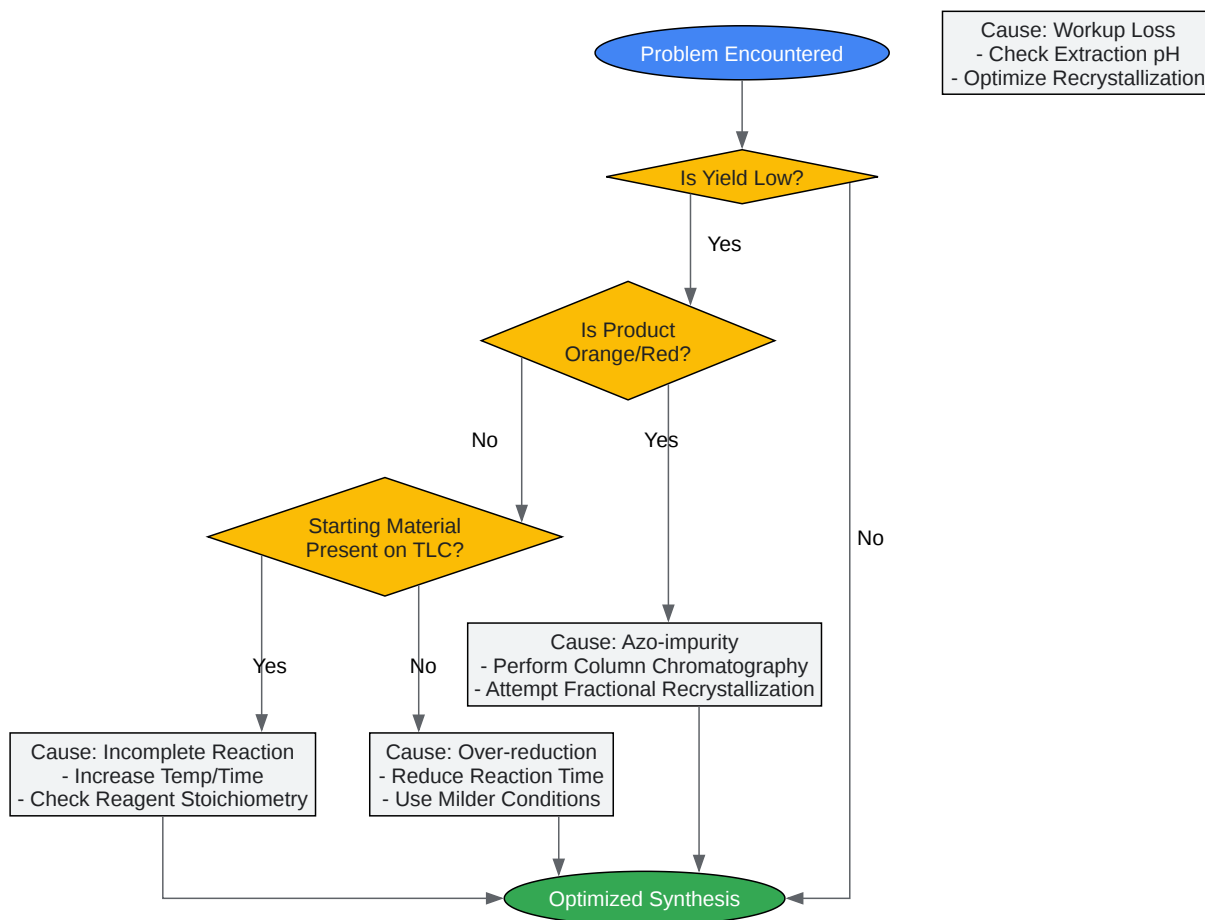 Problem Encountered
Cause: Workup Loss
- Check Extraction pH
- Optimize Recrystallization
Is Yield Low?
Yes
Is Product
Orange/Red?
No
Yes
No
Starting Material
Present on TLC?
Yes
No
Cause: Azo-impurity
- Perform Column Chromatography
- Attempt Fractional Recrystallization
Cause: Incomplete Reaction
- Increase Temp/Time
- Check Reagent Stoichiometry
Cause: Over-reduction
- Reduce Reaction Time
- Use Milder Conditions
Optimized Synthesis